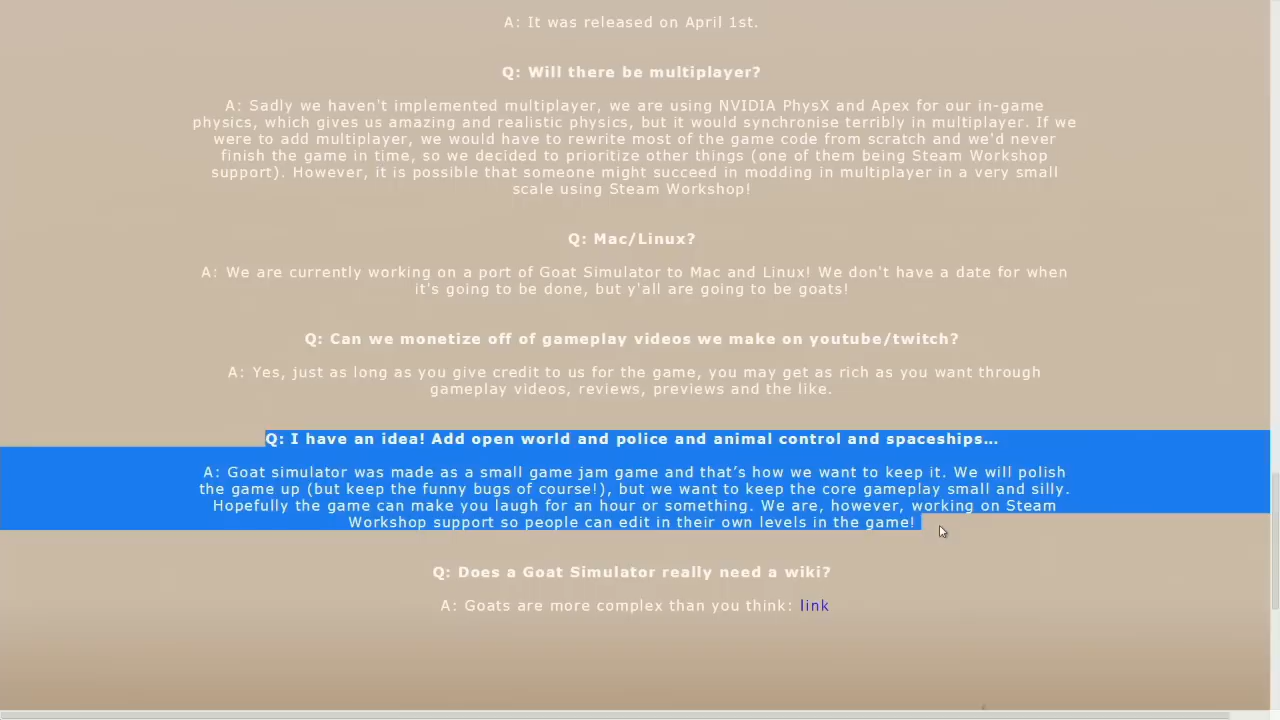 A: It was released on April 1st.
Q: Will there be multiplayer?
A: Sadly we haven't implemented multiplayer, we are using NVIDIA PhysX and Apex for our in-game
physics, which gives us amazing and realistic physics, but it would synchronise terribly in multiplayer. If we
were to add multiplayer, we would have to rewrite most of the game code from scratch and we'd never
finish the game in time, so we decided to prioritize other things (one of them being Steam Workshop
support). However, it is possible that someone might succeed in modding in multiplayer in a very small
scale using Steam Workshop!
Q: Mac/Linux?
A: We are currently working on a port of Goat Simulator to Mac and Linux! We don't have a date for when
it's going to be done, but y'all are going to be goats!
Q: Can we monetize off of gameplay videos we make on youtube/twitch?
A: Yes, just as long as you give credit to us for the game, you may get as rich as you want through
gameplay videos, reviews, previews and the like.
Q: I have an idea! Add open world and police and animal control and spaceships…
A: Goat simulator was made as a small game jam game and that’s how we want to keep it. We will polish
the game up (but keep the funny bugs of course!), but we want to keep the core gameplay small and silly.
Hopefully the game can make you laugh for an hour or something. We are, however, working on Steam
Workshop support so people can edit in their own levels in the game!
Q: Does a Goat Simulator really need a wiki?
A: Goats are more complex than you think: link